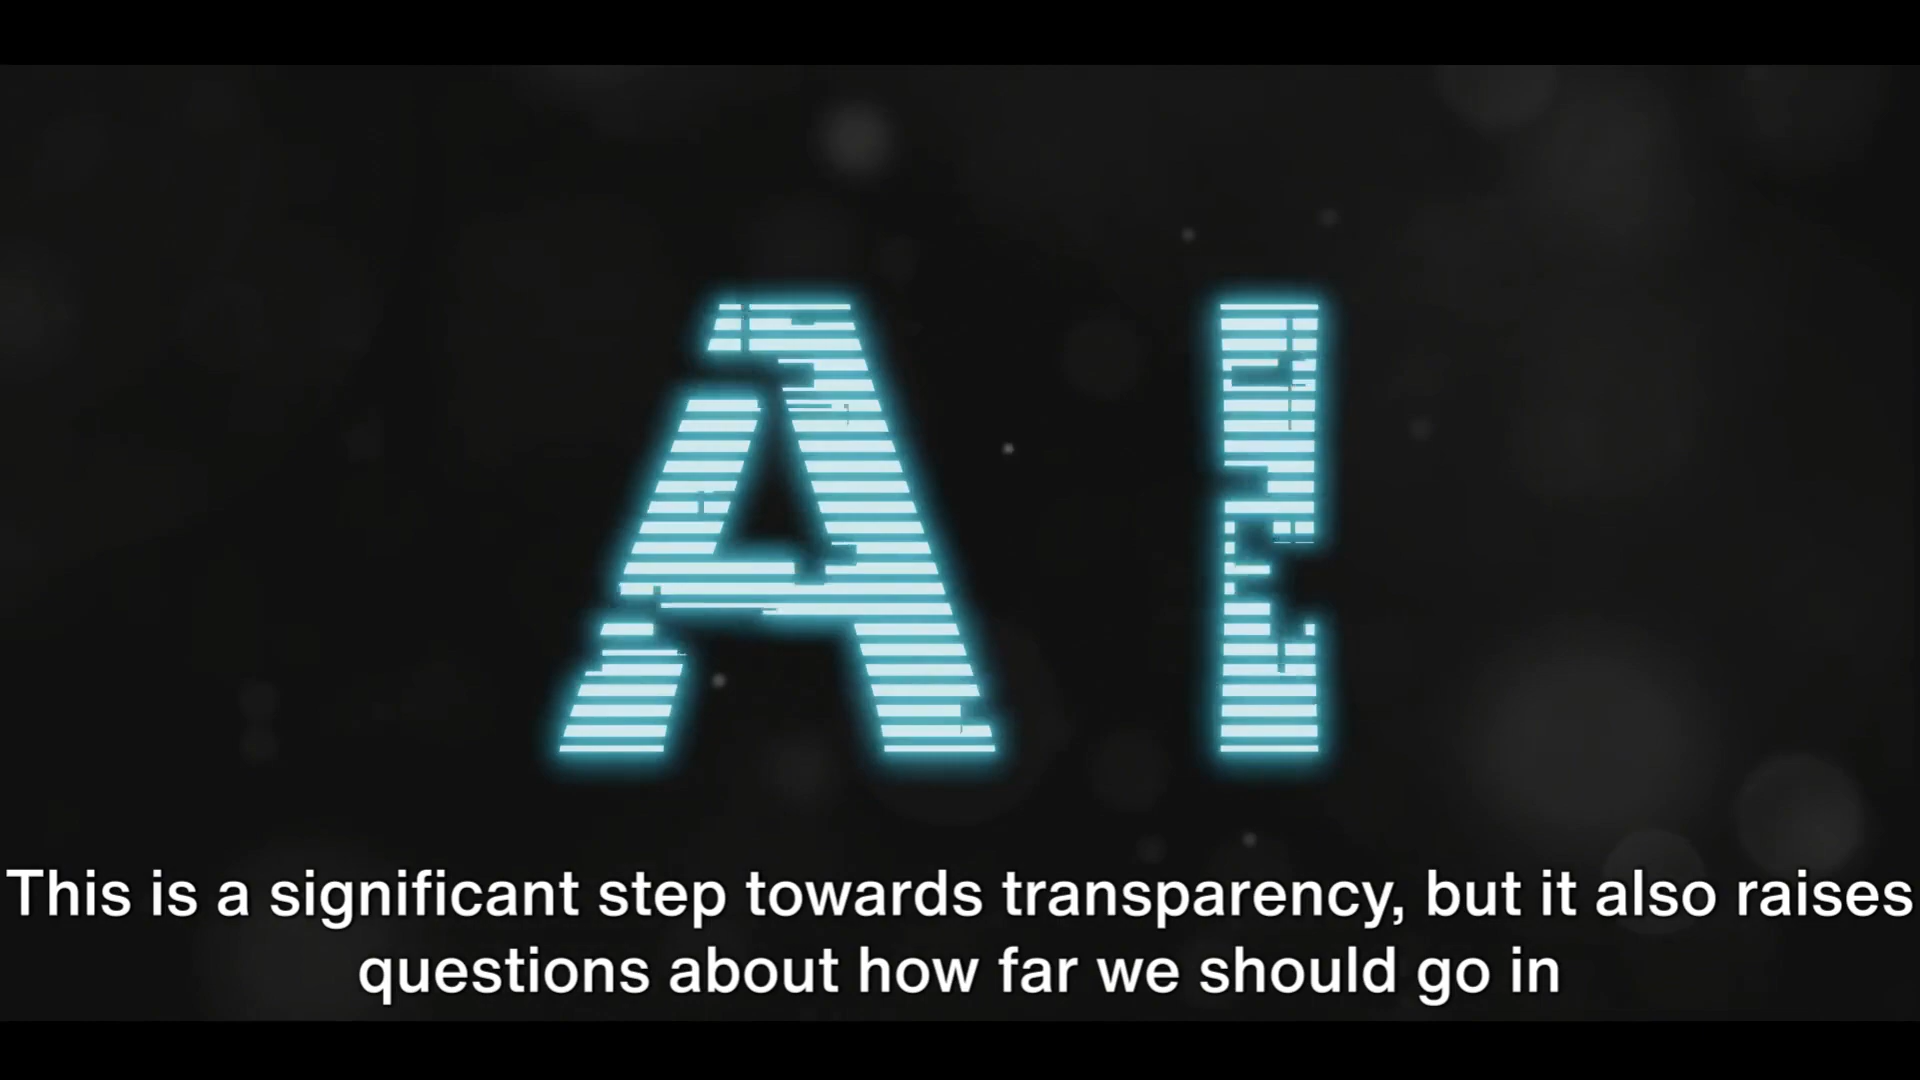 AI
This is a significant step towards transparency, but it also raises
questions about how far we should go in